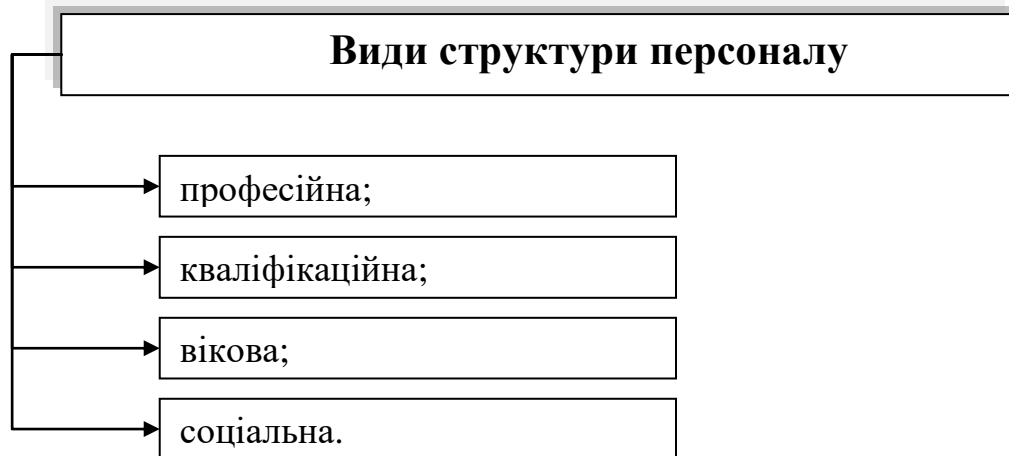 Види структури персоналу
професійна;
кваліфікаційна;
вікова;
соціальна.